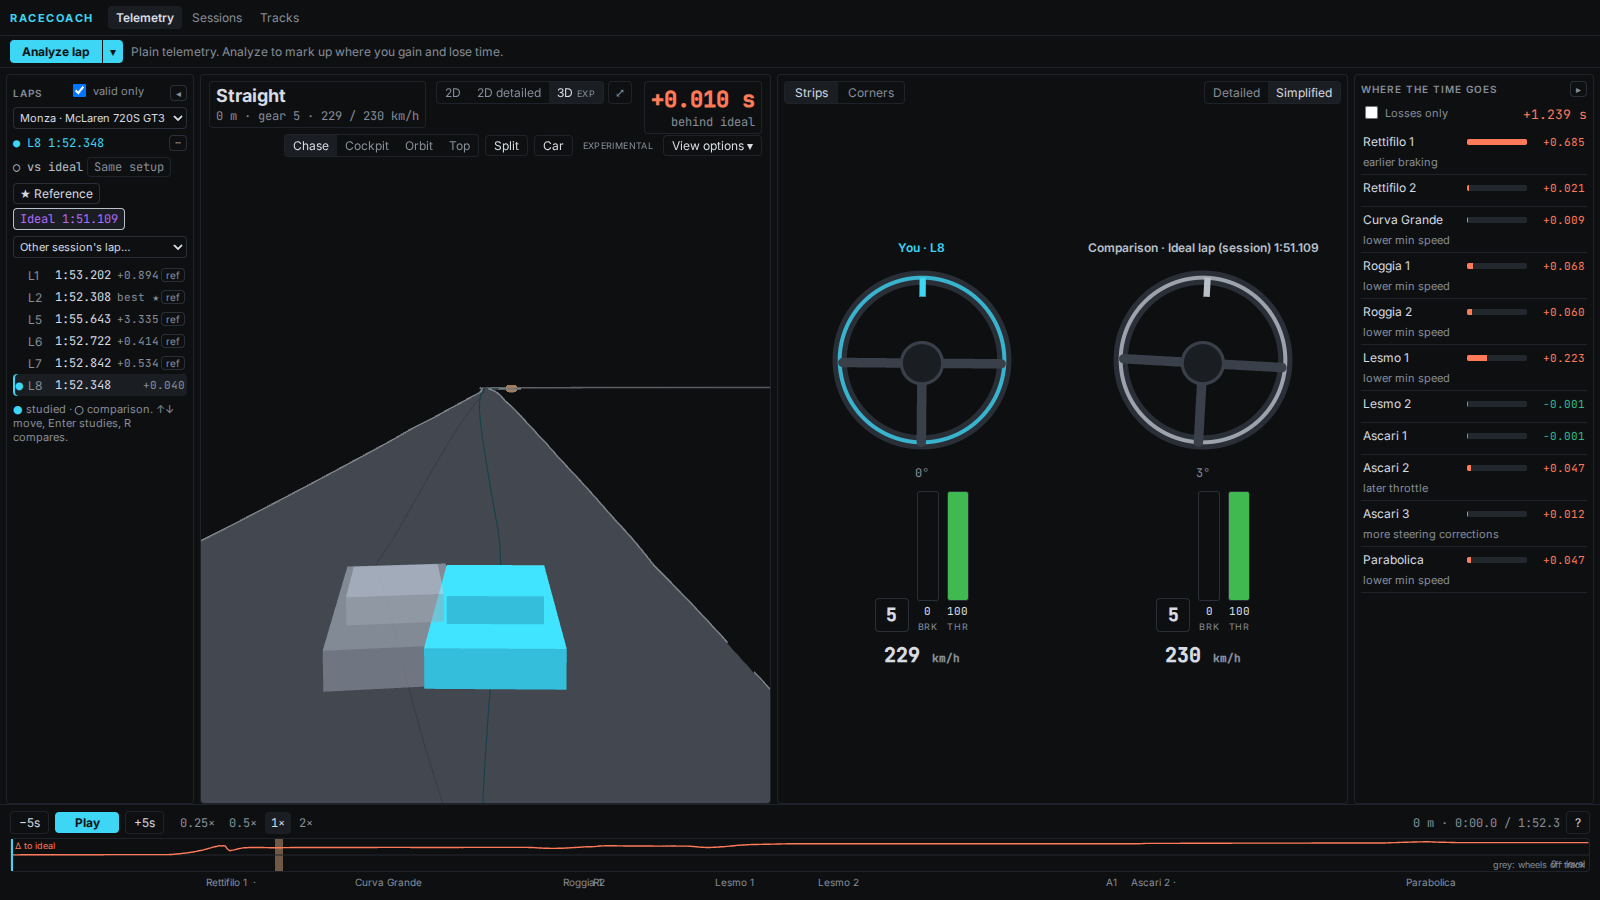 RACECOACH Telemetry Sessions Tracks
Analyze lap ▾ Plain telemetry. Analyze to mark up where you gain and lose time.
LAPS valid only ◂
Monza · McLaren 720S GT3
L8 1:52.348
vs ideal Same setup
★ Reference
Ideal 1:51.109
Other session's lap...
L1 1:53.202 +0.894 ref
L2 1:52.308 best ★ ref
L5 1:55.643 +3.335 ref
L6 1:52.722 +0.414 ref
L7 1:52.842 +0.534 ref
L8 1:52.348 +0.040
● studied · ○ comparison. ↑↓
move, Enter studies, R
compares.
Straight
0 m · gear 5 · 229 / 230 km/h
2D 2D detailed 3D EXP ⤢
+0.010 s
behind ideal
Chase Cockpit Orbit Top Split Car EXPERIMENTAL View options ▾
Strips Corners Detailed Simplified
You · L8
0°
5
0 100
BRK THR
229 km/h
Comparison · Ideal lap (session) 1:51.109
3°
5
0 100
BRK THR
230 km/h
WHERE THE TIME GOES ▸
Losses only +1.239 s
Rettifilo 1 +0.685
earlier braking
Rettifilo 2 +0.021
Curva Grande +0.009
lower min speed
Roggia 1 +0.068
lower min speed
Roggia 2 +0.060
lower min speed
Lesmo 1 +0.223
lower min speed
Lesmo 2 -0.001
Ascari 1 -0.001
Ascari 2 +0.047
later throttle
Ascari 3 +0.012
more steering corrections
Parabolica +0.047
lower min speed
−5s Play +5s 0.25× 0.5× 1× 2× 0 m · 0:00.0 / 1:52.3 ?
Δ to ideal
grey: wheels off track
Rettifilo 1 · Curva Grande Roggia R2 Lesmo 1 Lesmo 2 A1 Ascari 2 · Parabolica